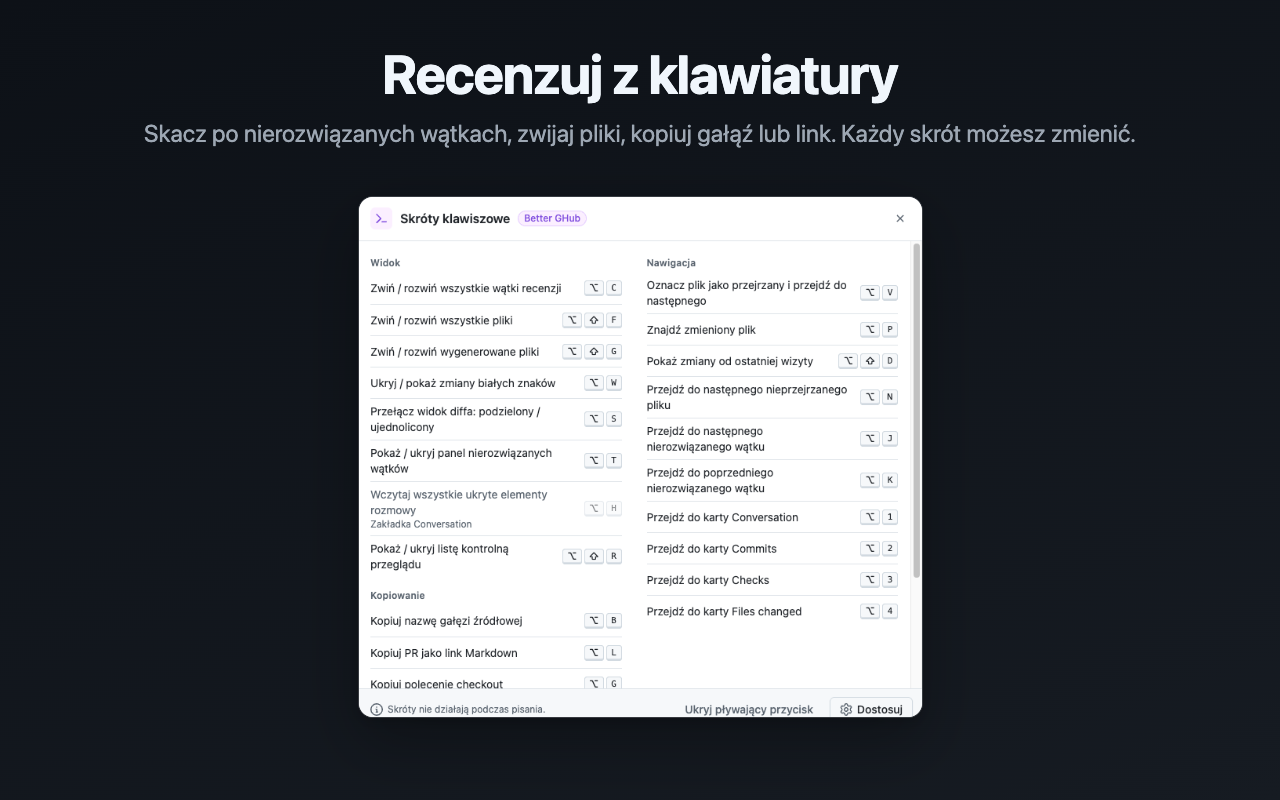 Recenzuj z klawiatury
Skacz po nierozwiązanych wątkach, zwijaj pliki, kopiuj gałąź lub link. Każdy skrót możesz zmienić.
Skróty klawiszowe Better GHub ×
Widok
Zwiń / rozwiń wszystkie wątki recenzji ⌥ C
Zwiń / rozwiń wszystkie pliki ⌥ ⇧ F
Zwiń / rozwiń wygenerowane pliki ⌥ ⇧ G
Ukryj / pokaż zmiany białych znaków ⌥ W
Przełącz widok diffa: podzielony /
ujednolicony ⌥ S
Pokaż / ukryj panel nierozwiązanych
wątków ⌥ T
Wczytaj wszystkie ukryte elementy
rozmowy ⌥ H
Zakładka Conversation
Pokaż / ukryj listę kontrolną
przeglądu ⌥ ⇧ R
Kopiowanie
Kopiuj nazwę gałęzi źródłowej ⌥ B
Kopiuj PR jako link Markdown ⌥ L
Kopiuj polecenie checkout ⌥ G
Nawigacja
Oznacz plik jako przejrzany i przejdź do
następnego ⌥ V
Znajdź zmieniony plik ⌥ P
Pokaż zmiany od ostatniej wizyty ⌥ ⇧ D
Przejdź do następnego nieprzejrzanego
pliku ⌥ N
Przejdź do następnego
nierozwiązanego wątku ⌥ J
Przejdź do poprzedniego
nierozwiązanego wątku ⌥ K
Przejdź do karty Conversation ⌥ 1
Przejdź do karty Commits ⌥ 2
Przejdź do karty Checks ⌥ 3
Przejdź do karty Files changed ⌥ 4
Skróty nie działają podczas pisania.
Ukryj pływający przycisk
Dostosuj